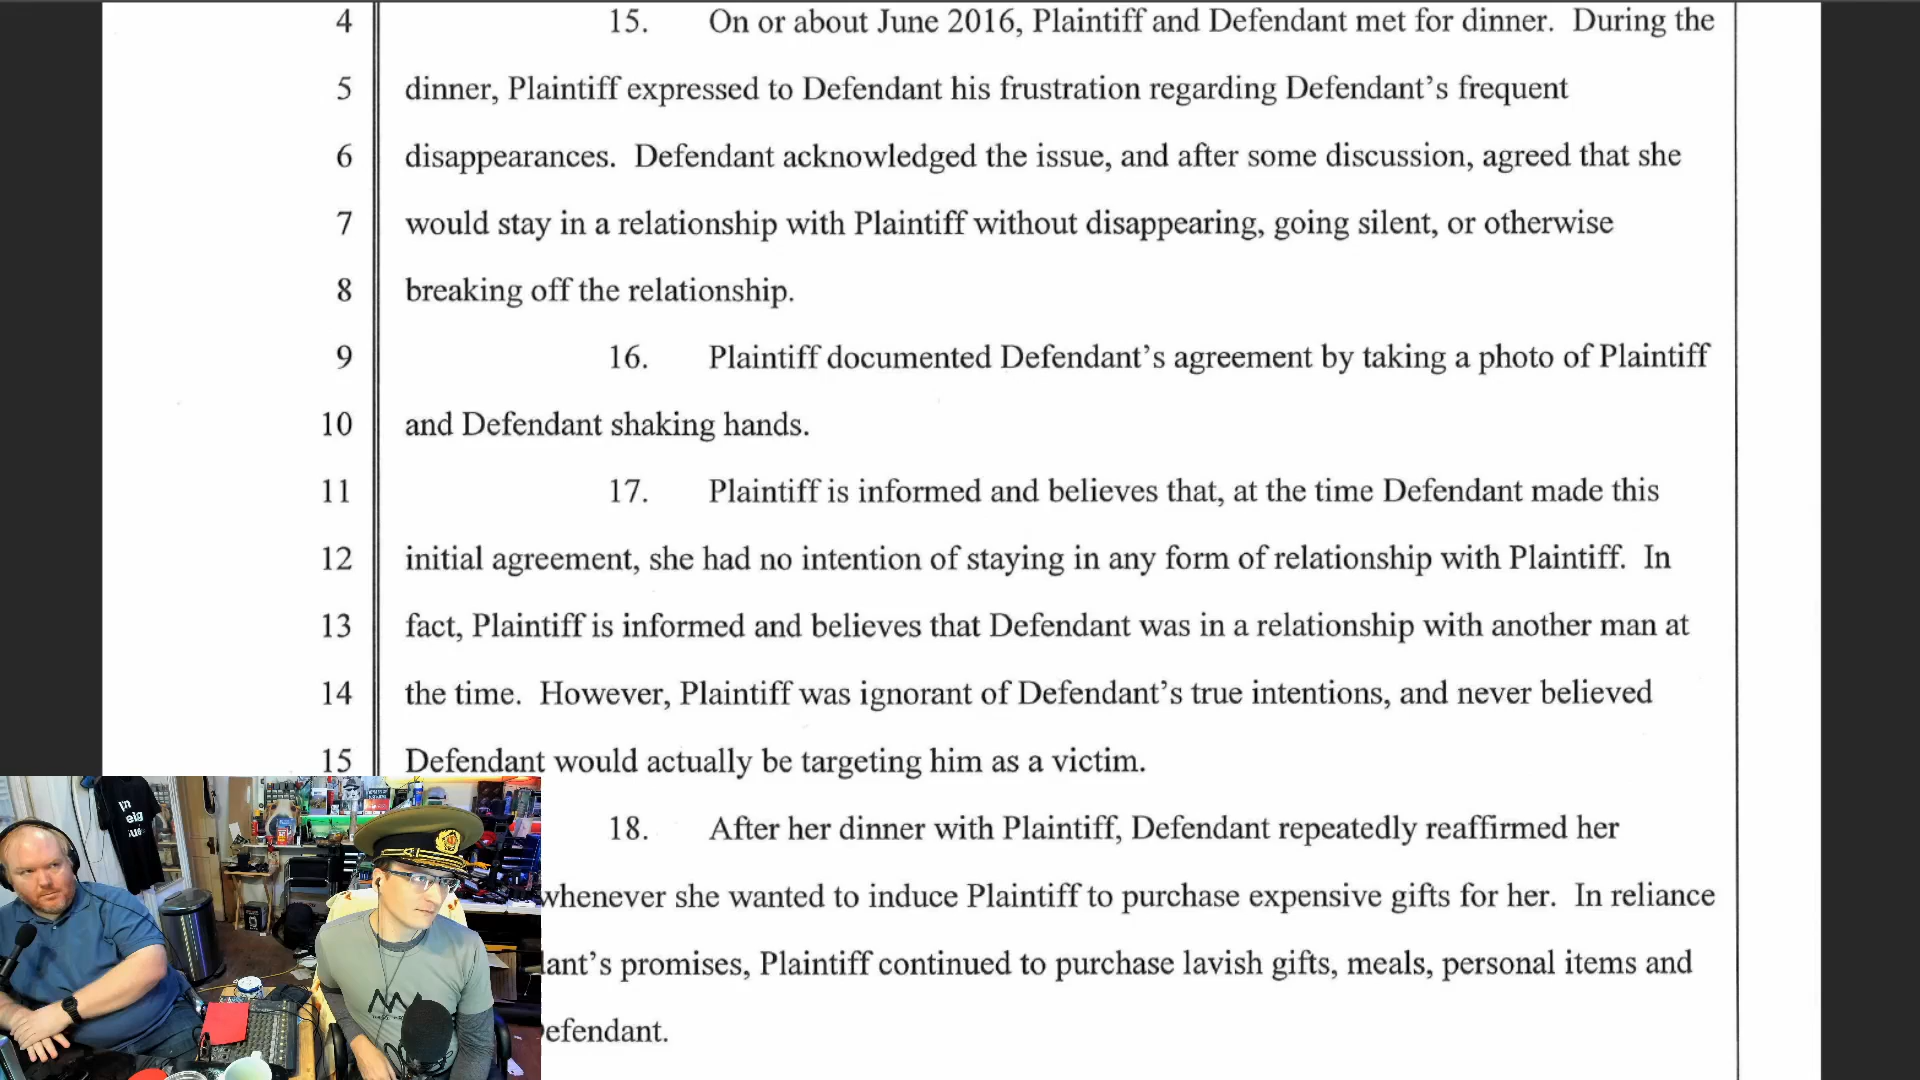 4 15. On or about June 2016, Plaintiff and Defendant met for dinner. During the
5 dinner, Plaintiff expressed to Defendant his frustration regarding Defendant’s frequent
6 disappearances. Defendant acknowledged the issue, and after some discussion, agreed that she
7 would stay in a relationship with Plaintiff without disappearing, going silent, or otherwise
8 breaking off the relationship.
9 16. Plaintiff documented Defendant’s agreement by taking a photo of Plaintiff
10 and Defendant shaking hands.
11 17. Plaintiff is informed and believes that, at the time Defendant made this
12 initial agreement, she had no intention of staying in any form of relationship with Plaintiff. In
13 fact, Plaintiff is informed and believes that Defendant was in a relationship with another man at
14 the time. However, Plaintiff was ignorant of Defendant’s true intentions, and never believed
15 Defendant would actually be targeting him as a victim.
18. After her dinner with Plaintiff, Defendant repeatedly reaffirmed her
whenever she wanted to induce Plaintiff to purchase expensive gifts for her. In reliance
ant’s promises, Plaintiff continued to purchase lavish gifts, meals, personal items and
efendant.